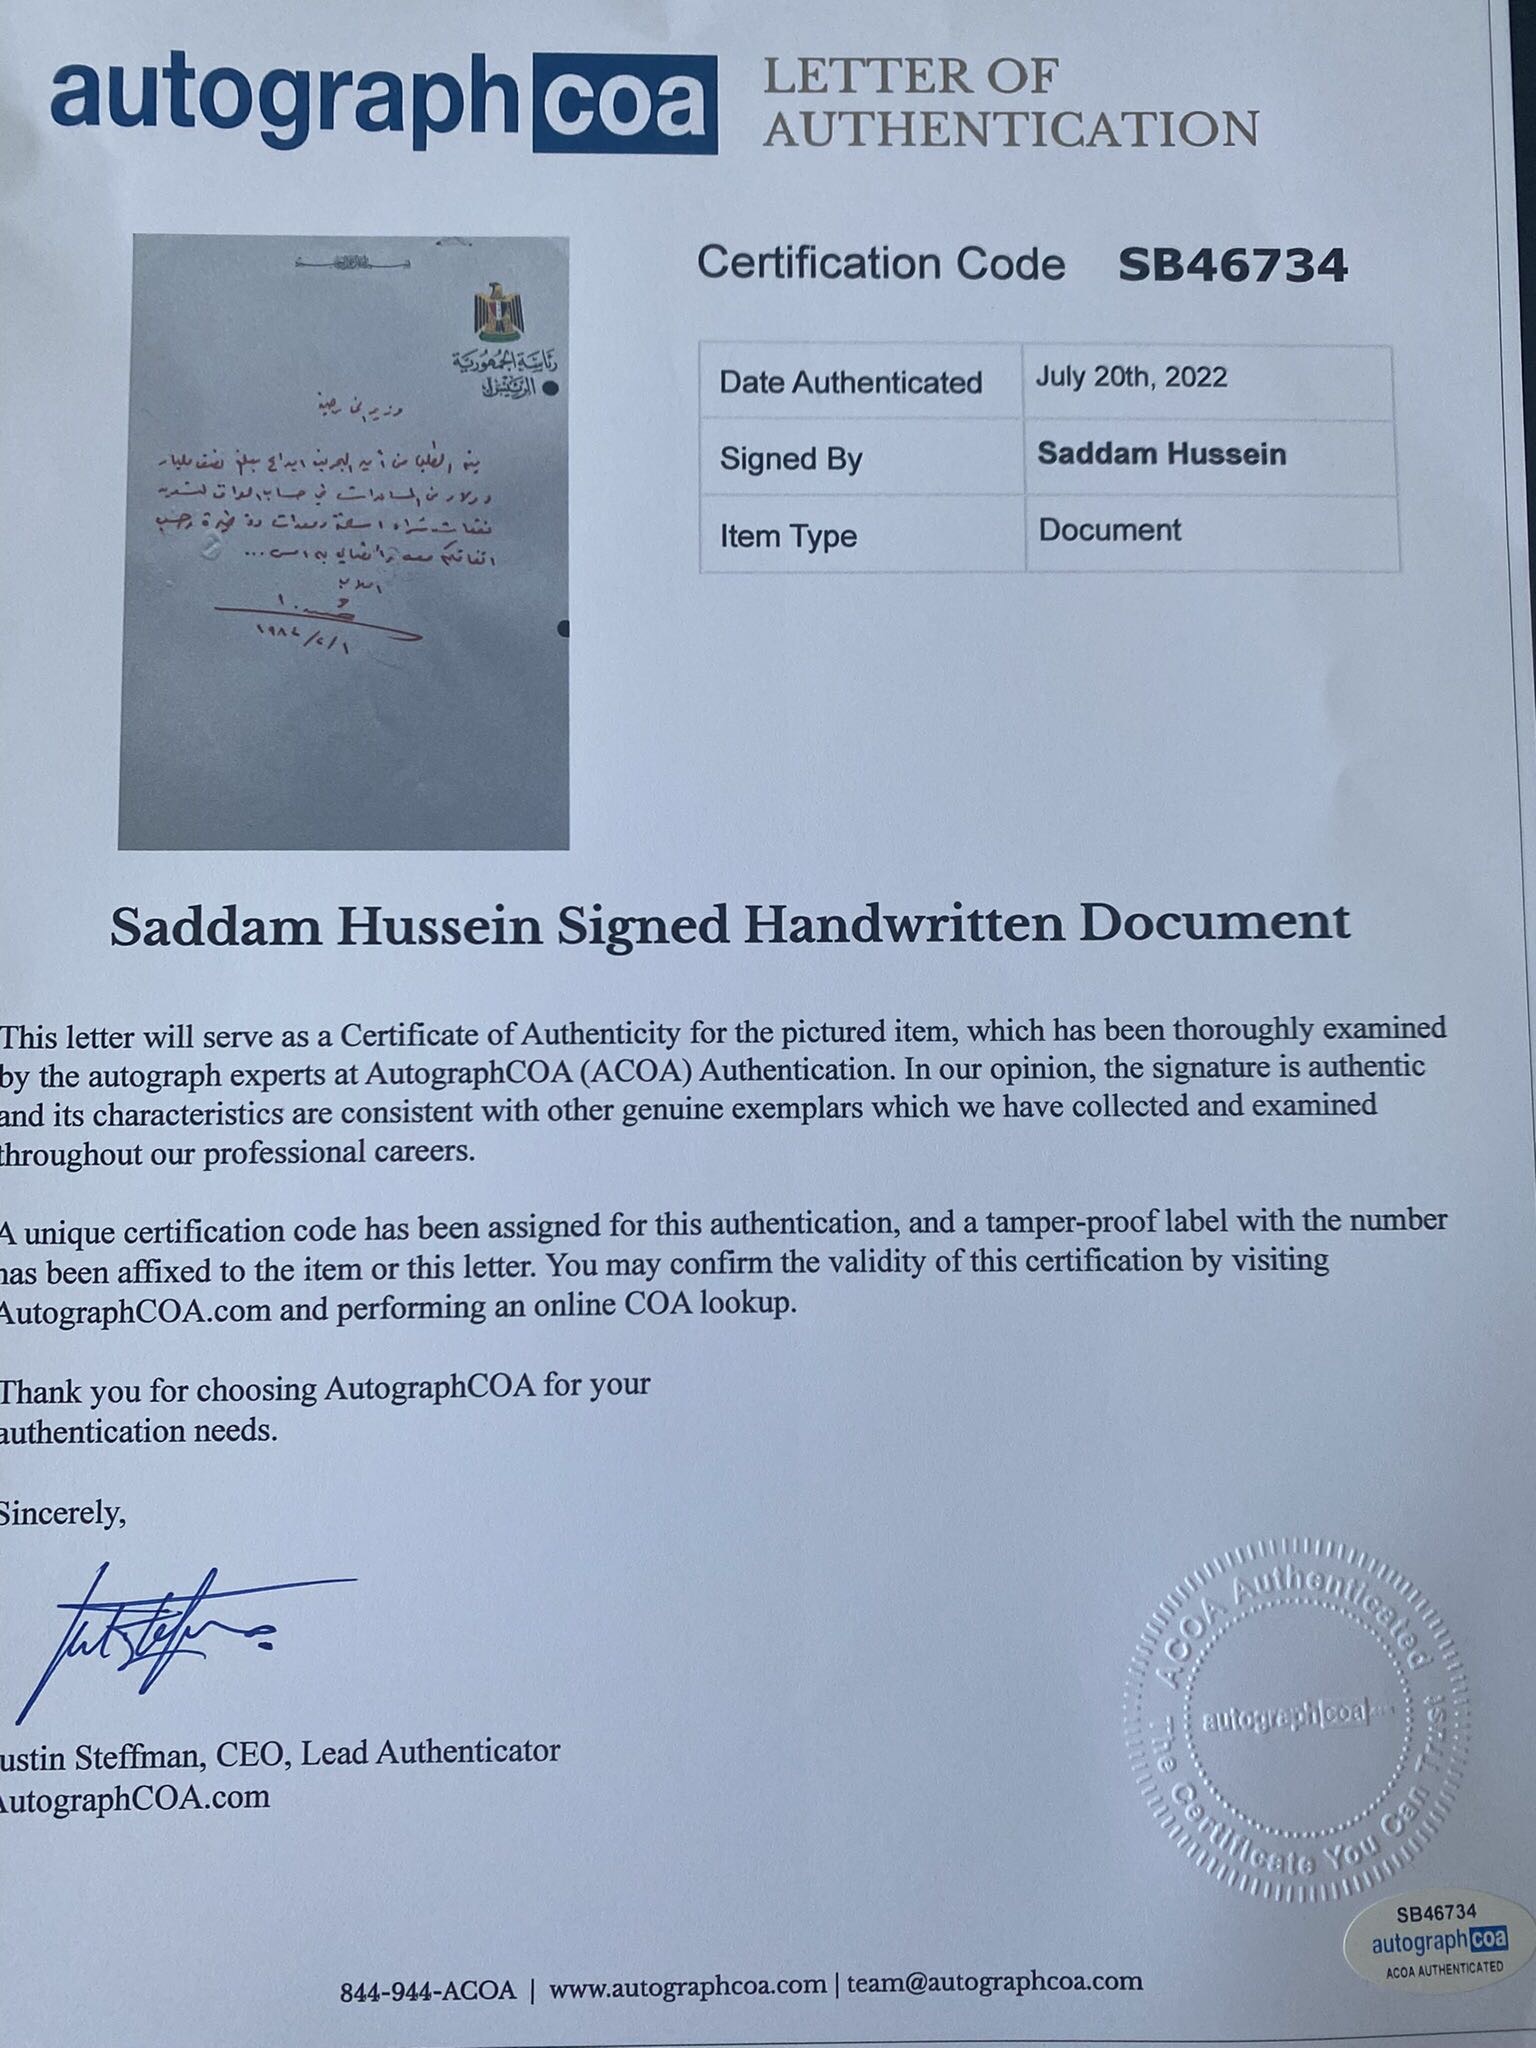 autographcoa
LETTER OF
AUTHENTICATION
رئاسة الجمهورية
الرئيس
Certification Code SB46734
Date Authenticated July 20th, 2022
Signed By Saddam Hussein
Item Type Document
١٩٨٤/٢/١
Saddam Hussein Signed Handwritten Document
This letter will serve as a Certificate of Authenticity for the pictured item, which has been thoroughly examined
by the autograph experts at AutographCOA (ACOA) Authentication. In our opinion, the signature is authentic
and its characteristics are consistent with other genuine exemplars which we have collected and examined
throughout our professional careers.
A unique certification code has been assigned for this authentication, and a tamper-proof label with the number
has been affixed to the item or this letter. You may confirm the validity of this certification by visiting
AutographCOA.com and performing an online COA lookup.
Thank you for choosing AutographCOA for your
authentication needs.
Sincerely,
ustin Steffman, CEO, Lead Authenticator
AutographCOA.com
ACOA Authenticated
autographcoa
The Certificate You Can Trust
SB46734
autographcoa
ACOA AUTHENTICATED
844-944-ACOA | www.autographcoa.com | team@autographcoa.com